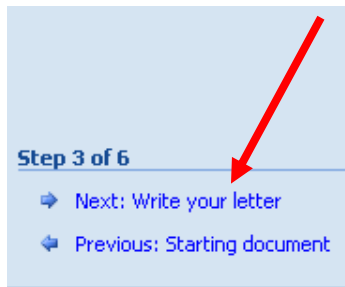 Step 3 of 6
Next: Write your letter
Previous: Starting document